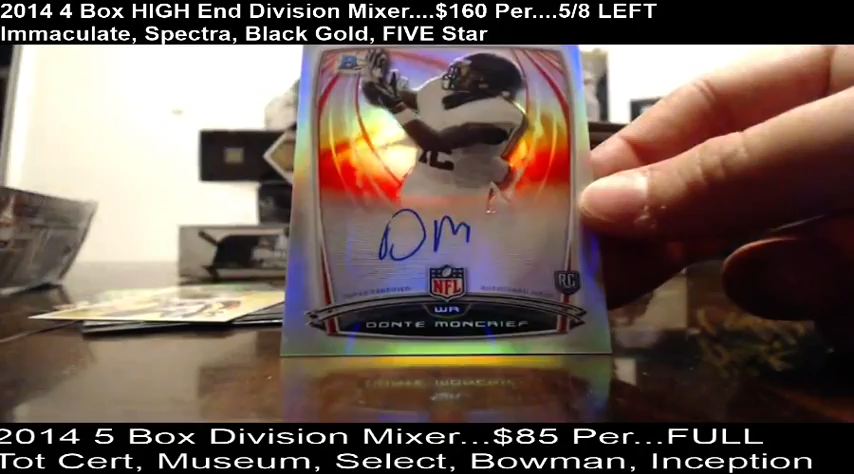 2014 4 Box HIGH End Division Mixer....$160 Per....5/8 LEFT
Immaculate, Spectra, Black Gold, FIVE Star
12
DM
NFL
RC
WR
DONTE MONCRIEF
2014 5 Box Division Mixer...$85 Per...FULL
Tot Cert, Museum, Select, Bowman, Inception